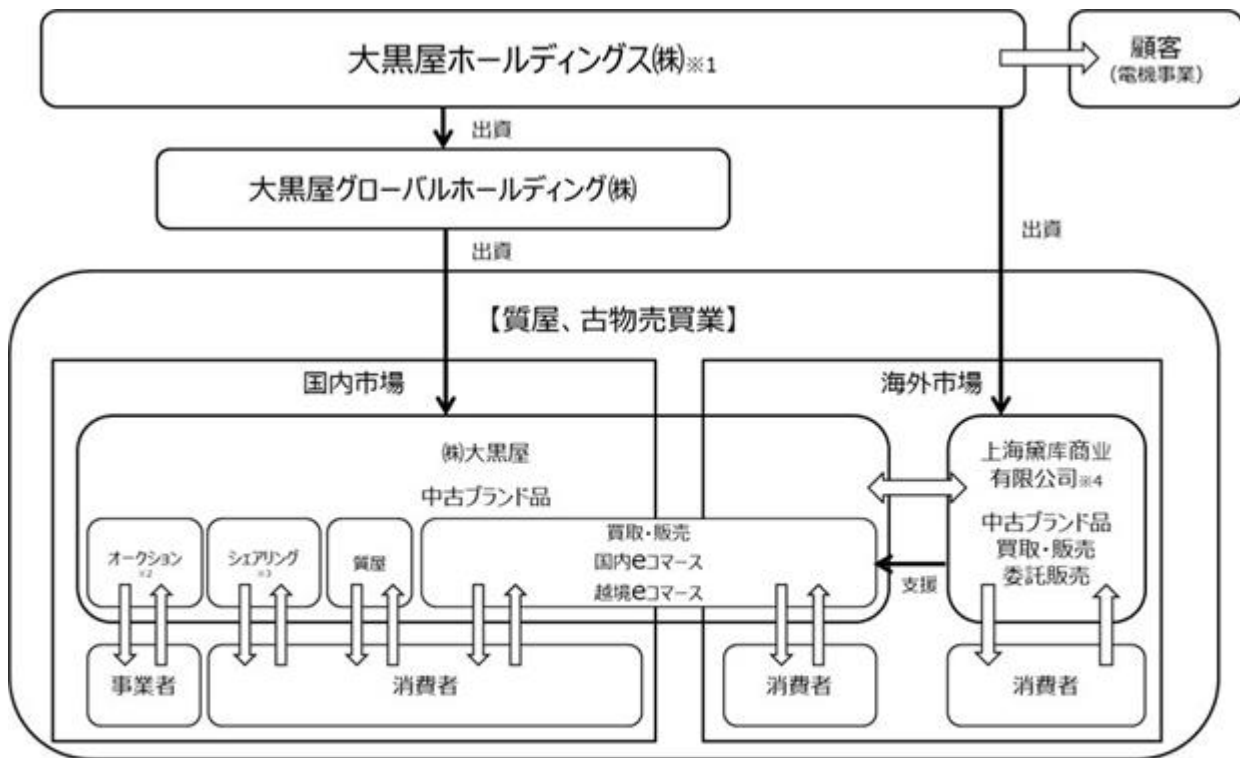 大黒屋ホールディングス㈱※1
顧客
(電機事業)
出資
大黒屋グローバルホールディング㈱
出資
出資
【質屋、古物売買業】
国内市場
海外市場
㈱大黒屋
中古ブランド品
オークション
※2
シェアリング
※3
質屋
買取・販売
国内eコマース
越境eコマース
上海黛库商业
有限公司※4
中古ブランド品
買取・販売
委託販売
支援
事業者
消費者
消費者
消費者